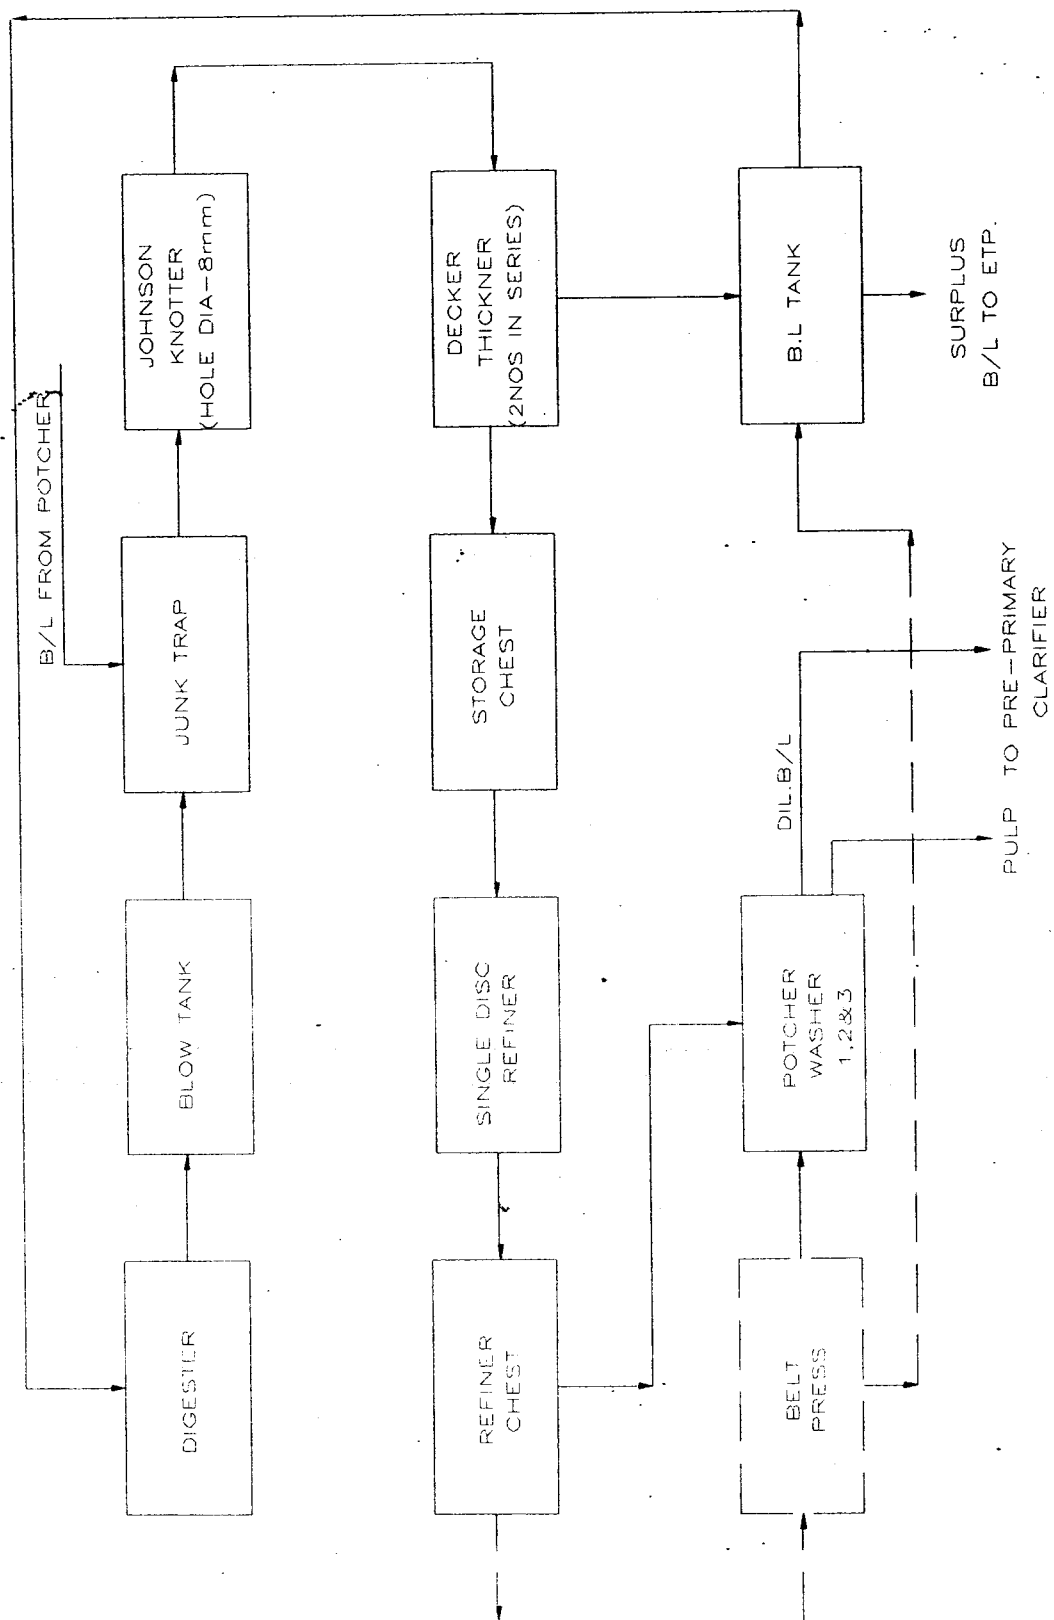 B/L FROM POTCHER
DIGESTER
BLOW TANK
JUNK TRAP
JOHNSON
KNOTTER
(HOLE DIA-8mm)
REFINER
CHEST
SINGLE DISC
REFINER
STORAGE
CHEST
DECKER
THICKNER
(2NOS IN SERIES)
BELT
PRESS
POTCHER
WASHER
1,2&3
DIL.B/L
B.L TANK
SURPLUS
B/L TO ETP.
PULP TO PRE-PRIMARY
CLARIFIER